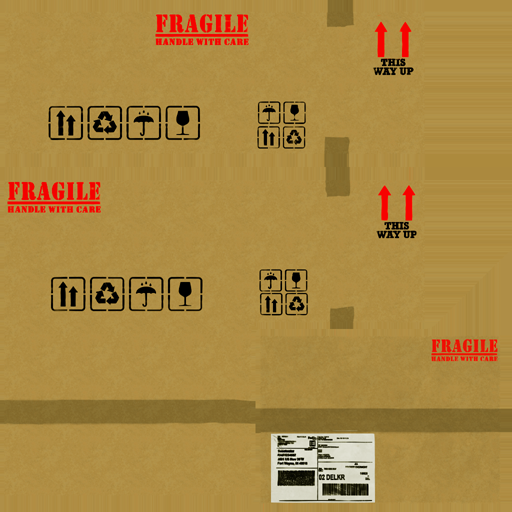 FRAGILE
HANDLE WITH CARE
THIS
WAY UP
FRAGILE
HANDLE WITH CARE
THIS
WAY UP
FRAGILE
HANDLE WITH CARE
02 DELKR